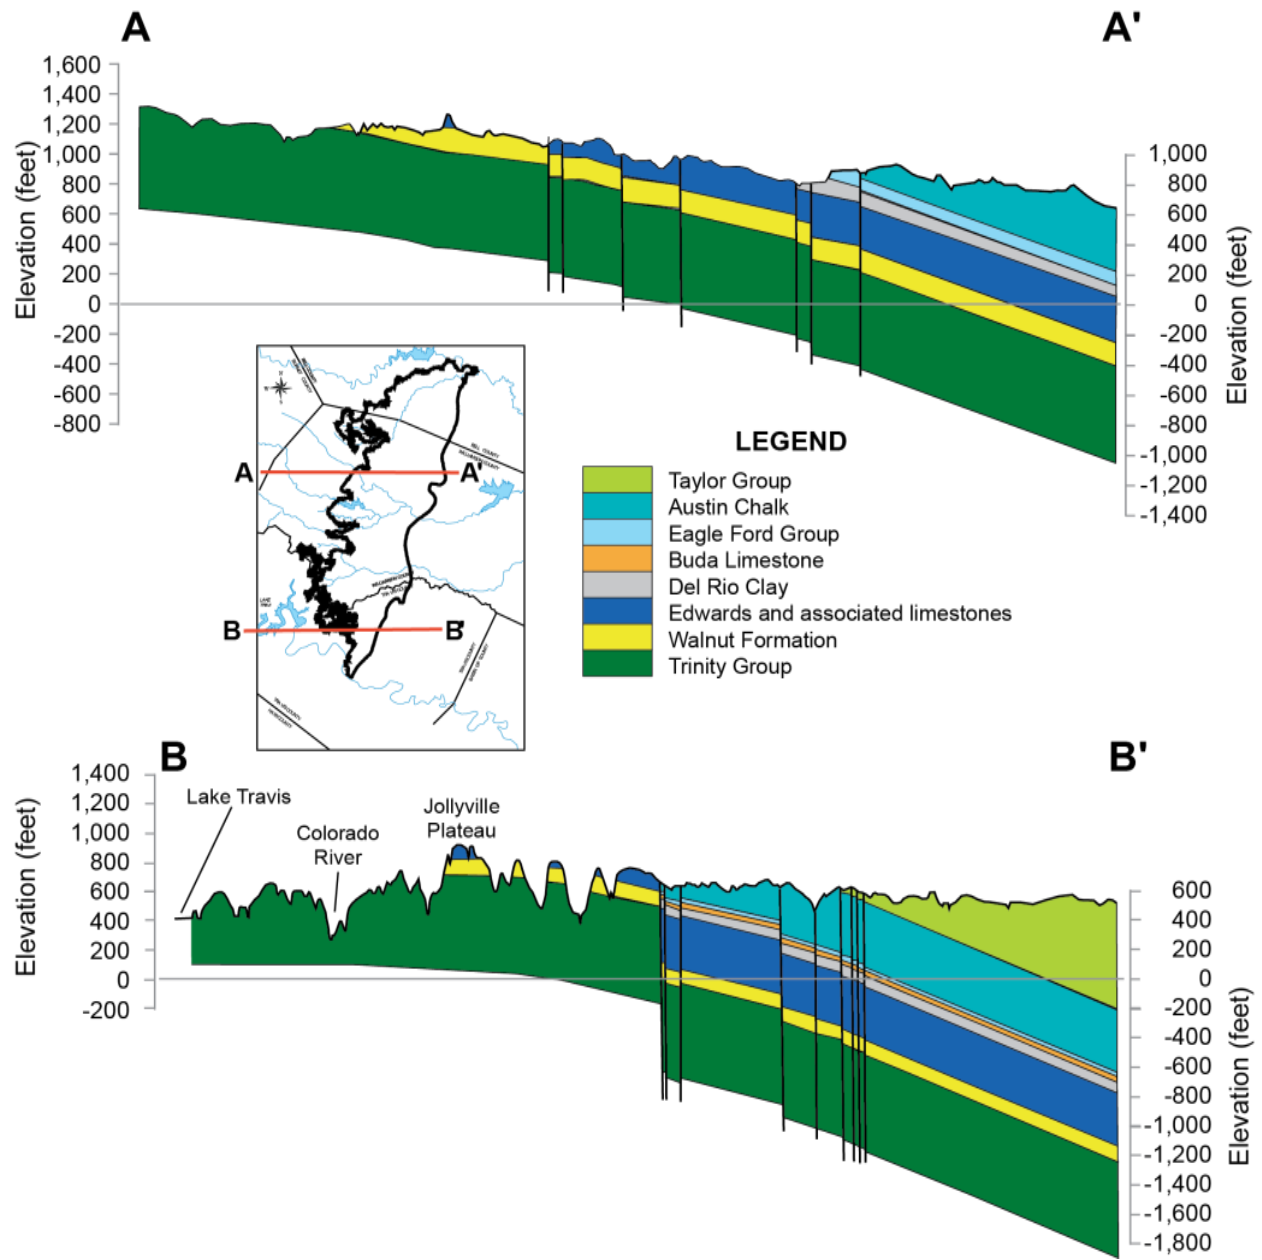 A
A'
1,600
1,400
1,200
1,000
800
600
400
200
0
-200
-400
-600
-800
Elevation (feet)
1,000
800
600
400
200
0
-200
-400
-600
-800
-1,000
-1,200
-1,400
Elevation (feet)
A
A'
B
B'
LEGEND
Taylor Group
Austin Chalk
Eagle Ford Group
Buda Limestone
Del Rio Clay
Edwards and associated limestones
Walnut Formation
Trinity Group
B
B'
1,400
1,200
1,000
800
600
400
200
0
-200
Elevation (feet)
Lake Travis
Colorado
River
Jollyville
Plateau
600
400
200
0
-200
-400
-600
-800
-1,000
-1,200
-1,400
-1,600
-1,800
Elevation (feet)